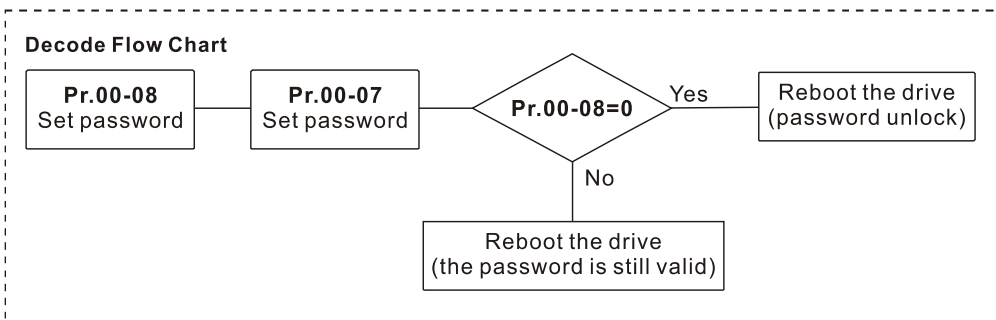 Decode Flow Chart
Pr.00-08
Set password
Pr.00-07
Set password
Pr.00-08=0
Yes
Reboot the drive
(password unlock)
No
Reboot the drive
(the password is still valid)